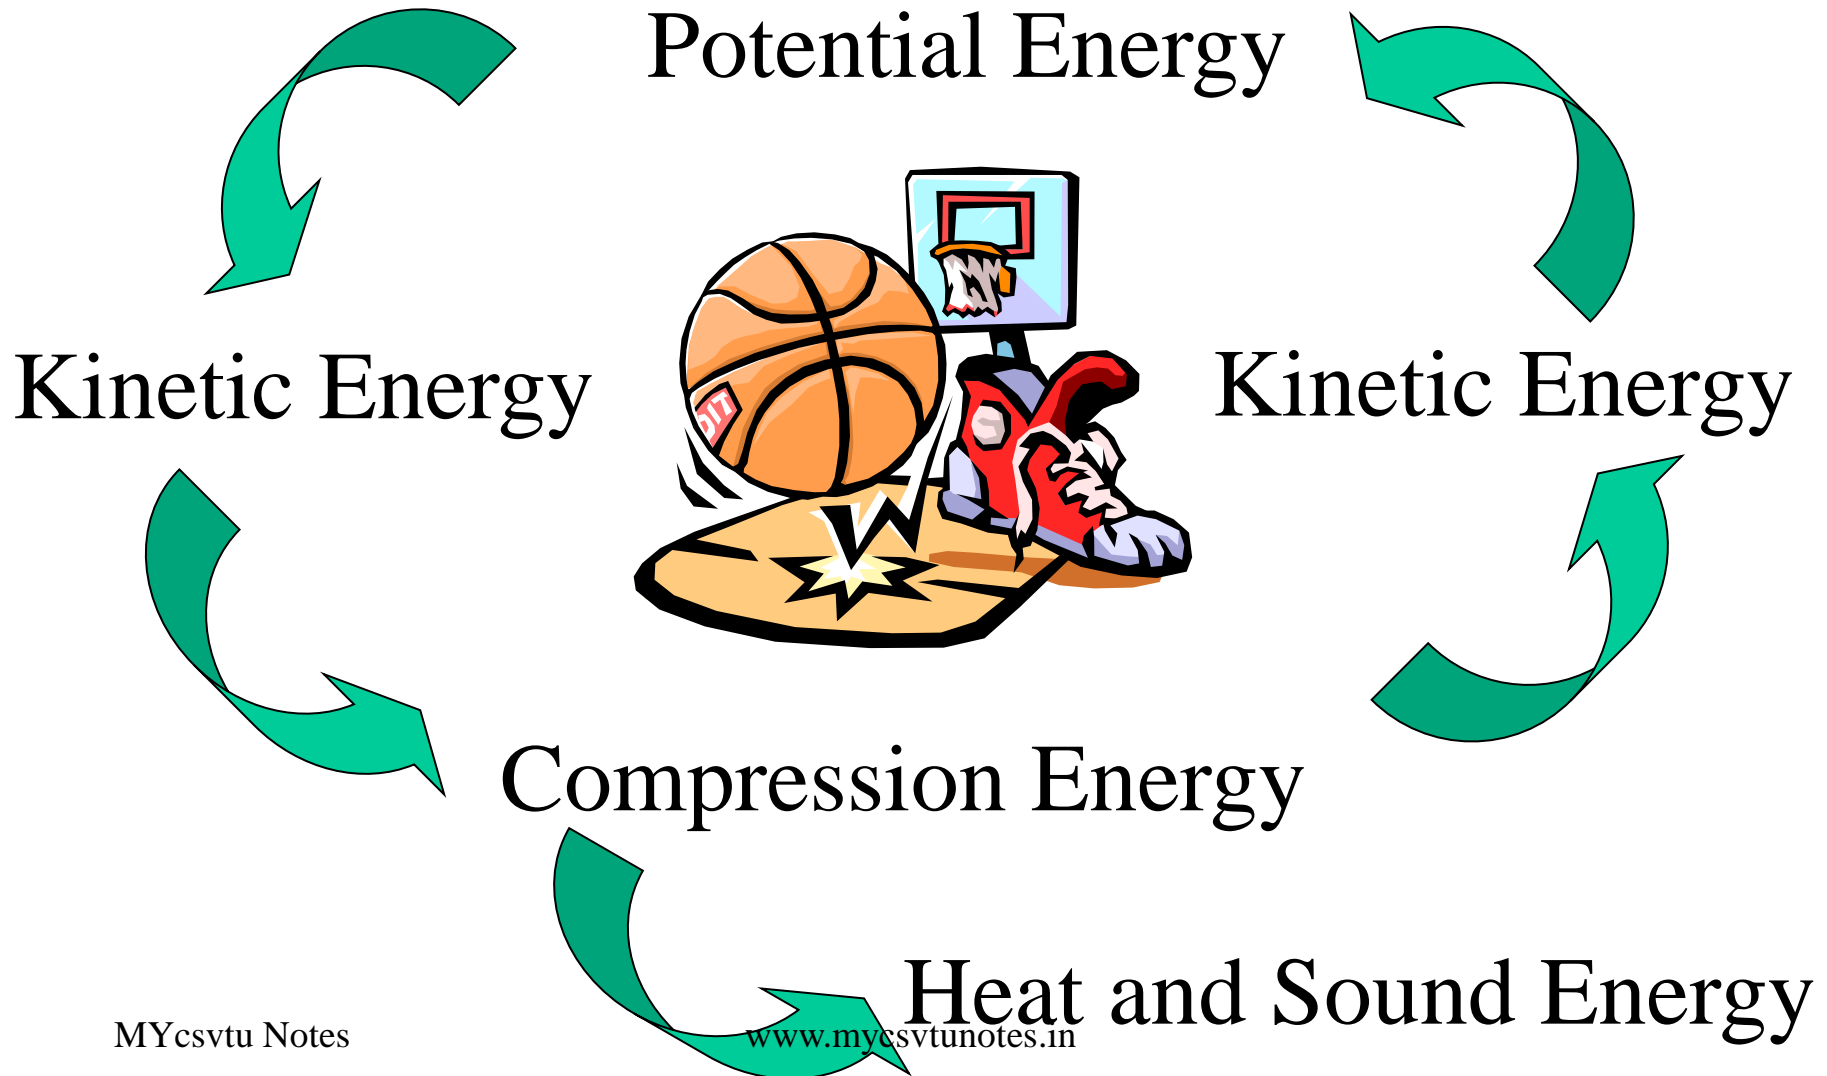 Potential Energy
Kinetic Energy
Kinetic Energy
Compression Energy
Heat and Sound Energy
MYcsvtu Notes
www.mycsvtunotes.in